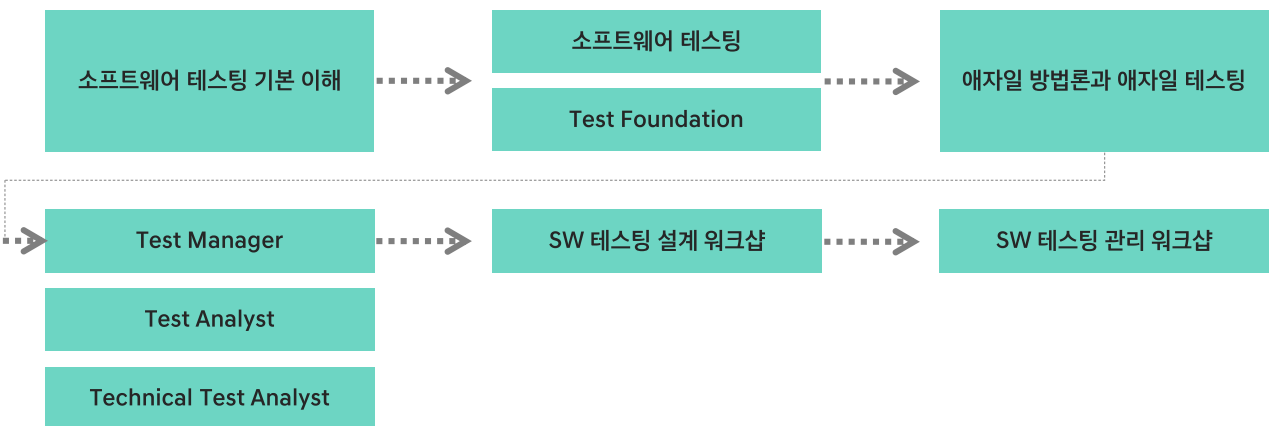 소프트웨어 테스팅 기본 이해
소프트웨어 테스팅
Test Foundation
애자일 방법론과 애자일 테스팅
Test Manager
SW 테스팅 설계 워크샵
SW 테스팅 관리 워크샵
Test Analyst
Technical Test Analyst